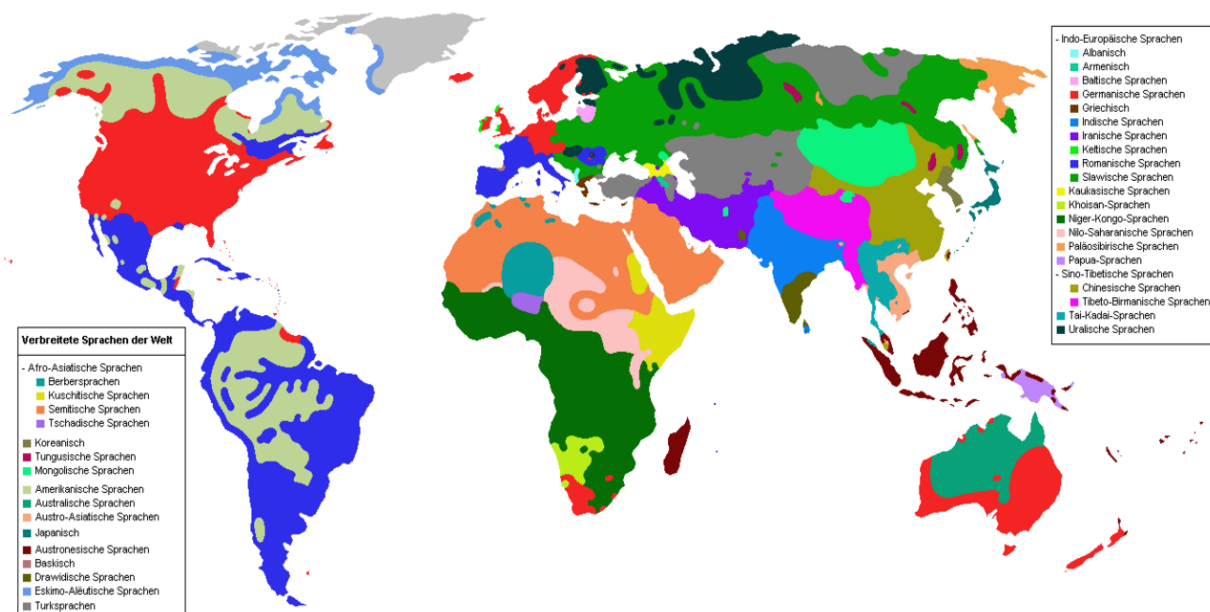 Verbreitete Sprachen der Welt
- Afro-Asiatische Sprachen
Berbersprachen
Kuschitische Sprachen
Semitische Sprachen
Tschadische Sprachen
Koreanisch
Tungusische Sprachen
Mongolische Sprachen
Amerikanische Sprachen
Australische Sprachen
Austro-Asiatische Sprachen
Japanisch
Austronesische Sprachen
Baskisch
Drawidische Sprachen
Eskimo-Alëutische Sprachen
Turksprachen
- Indo-Europäische Sprachen
Albanisch
Armenisch
Baltische Sprachen
Germanische Sprachen
Griechisch
Indische Sprachen
Iranische Sprachen
Keltische Sprachen
Romanische Sprachen
Slawische Sprachen
Kaukasische Sprachen
Khoisan-Sprachen
Niger-Kongo-Sprachen
Nilo-Saharanische Sprachen
Paläosibirische Sprachen
Papua-Sprachen
- Sino-Tibetische Sprachen
Chinesische Sprachen
Tibeto-Birmanische Sprachen
Tai-Kadai-Sprachen
Uralische Sprachen